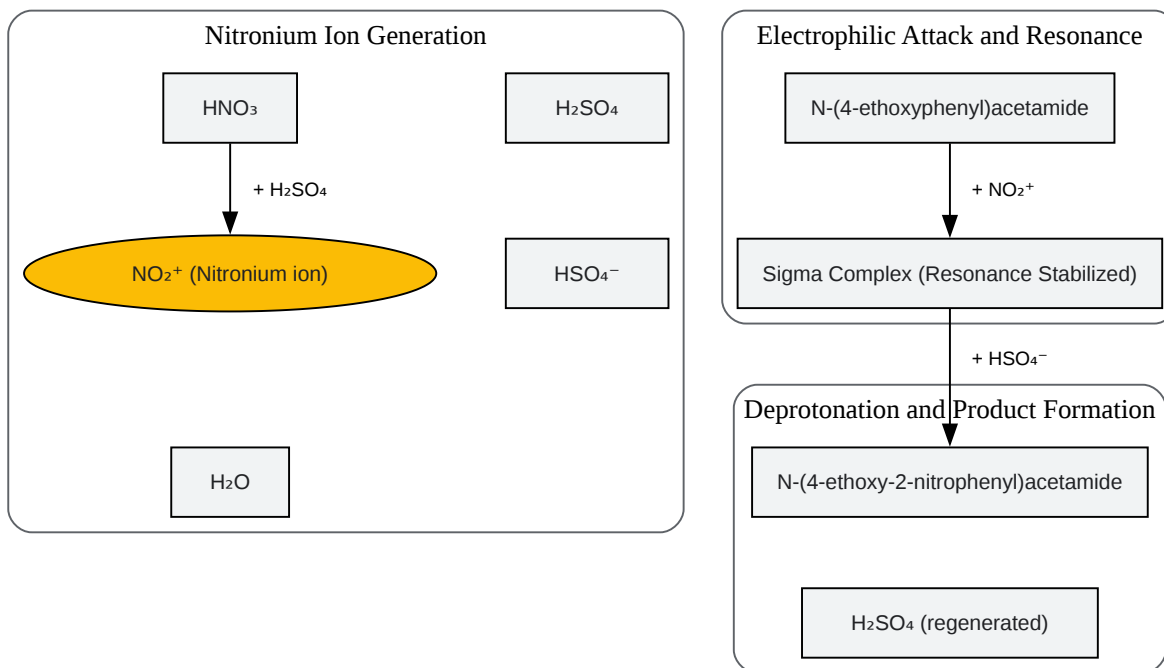 Nitronium Ion Generation
HNO₃
H₂SO₄
+ H₂SO₄
NO₂⁺ (Nitronium ion)
HSO₄⁻
H₂O
Electrophilic Attack and Resonance
N-(4-ethoxyphenyl)acetamide
+ NO₂⁺
Sigma Complex (Resonance Stabilized)
+ HSO₄⁻
Deprotonation and Product Formation
N-(4-ethoxy-2-nitrophenyl)acetamide
H₂SO₄ (regenerated)